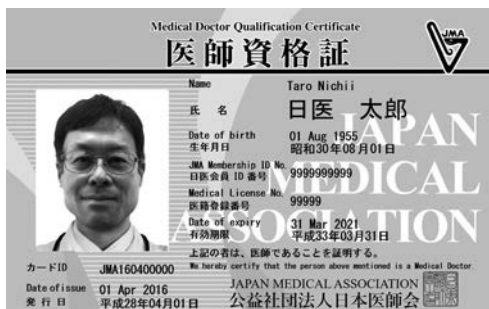 Medical Doctor Qualification Certificate
医師資格証
JMA
Name Taro Nichii
氏 名 日医 太郎
Date of birth 01 Aug 1955
生年月日 昭和30年08月01日
JMA Membership ID No.
日医会員 ID 番号 9999999999
Medical License No.
医籍登録番号 99999
Date of expiry 31 Mar 2021
有効期限 平成33年03月31日
JAPAN
MEDICAL
ASSOCIATION
上記の者は、医師であることを証明する。
We hereby certify that the person above mentioned is a Medical Doctor.
カードID JMA160400000
Date of issue 01 Apr 2016
発 行 日 平成28年04月01日
JAPAN MEDICAL ASSOCIATION
公益社団法人日本医師会